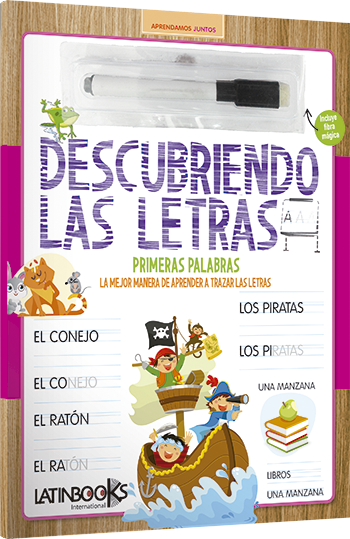 APRENDAMOS JUNTOS
Incluye
fibra
mágica
DESCUBRIENDO
LAS LETRAS
A A A
PRIMERAS PALABRAS
LA MEJOR MANERA DE APRENDER A TRAZAR LAS LETRAS
EL CONEJO
EL CONEJO
EL RATÓN
EL RATÓN
LOS PIRATAS
LOS PIRATAS
UNA MANZANA
LIBROS
UNA MANZANA
LATINBOOKS
International